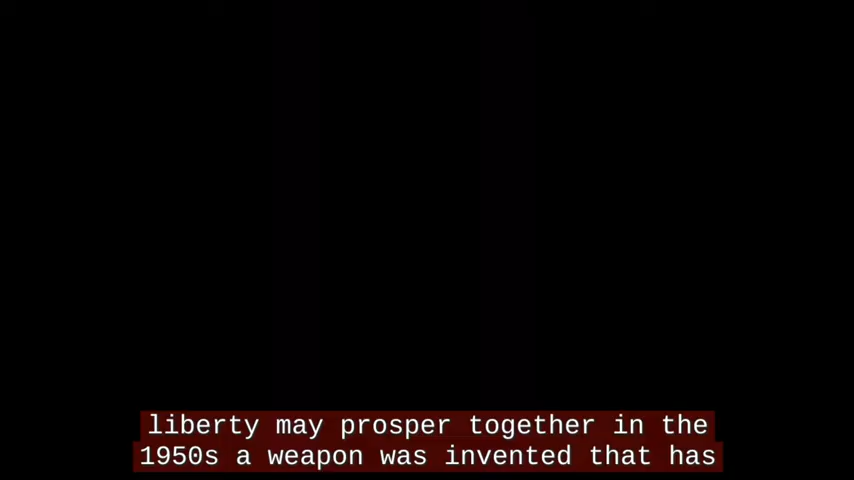 liberty may prosper together in the
1950s a weapon was invented that has